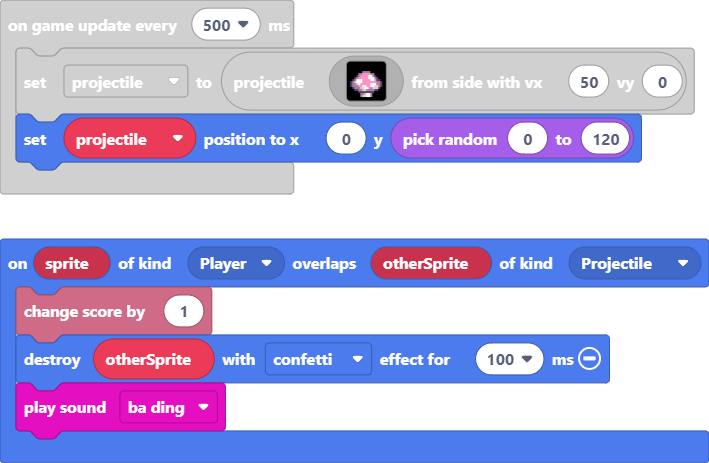 on game update every 500 ms
set projectile to projectile from side with vx 50 vy 0
set projectile position to x 0 y pick random 0 to 120
on sprite of kind Player overlaps otherSprite of kind Projectile
change score by 1
destroy otherSprite with confetti effect for 100 ms
play sound ba ding